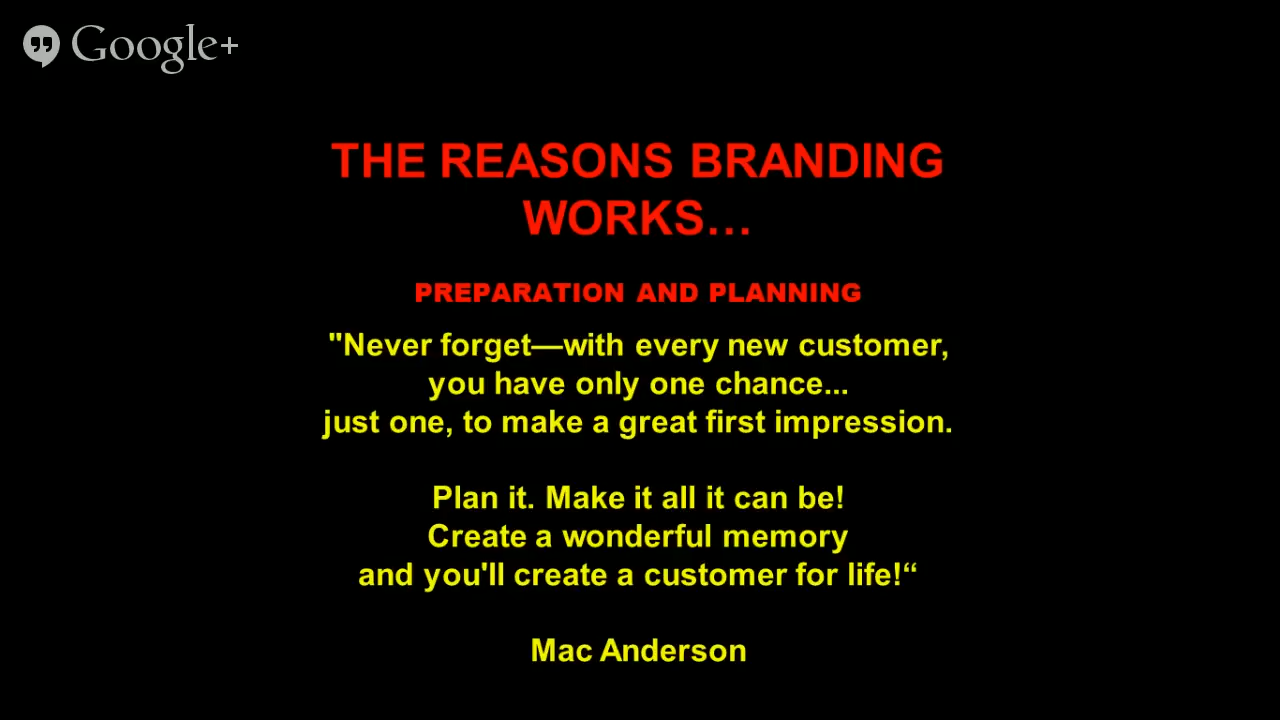 Google+
THE REASONS BRANDING
WORKS…
PREPARATION AND PLANNING
"Never forget—with every new customer,
you have only one chance...
just one, to make a great first impression.
Plan it. Make it all it can be!
Create a wonderful memory
and you'll create a customer for life!“
Mac Anderson